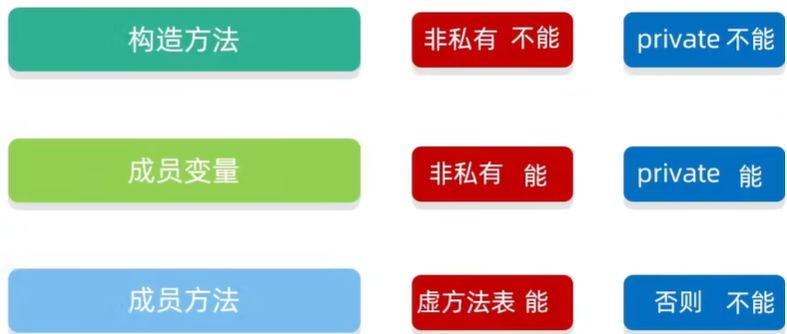 构造方法 非私有 不能 private 不能
成员变量 非私有 能 private 能
成员方法 虚方法表 能 否则 不能